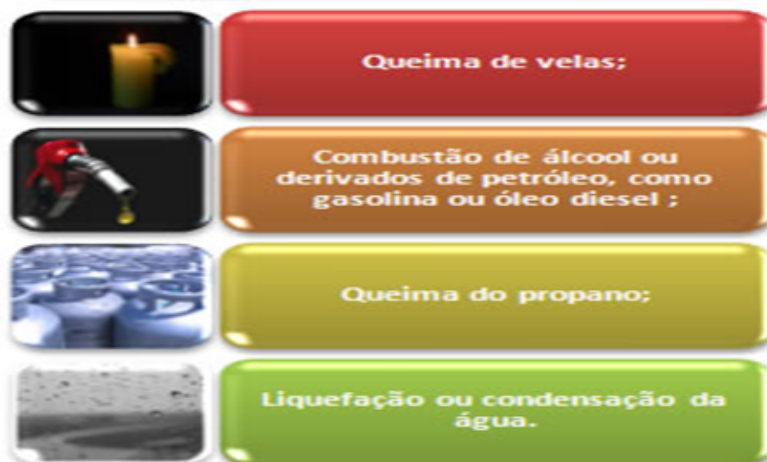 Queima de velas;
Combustão de álcool ou
derivados de petróleo, como
gasolina ou óleo diesel ;
Queima do propano;
Liquefação ou condensação da
água.